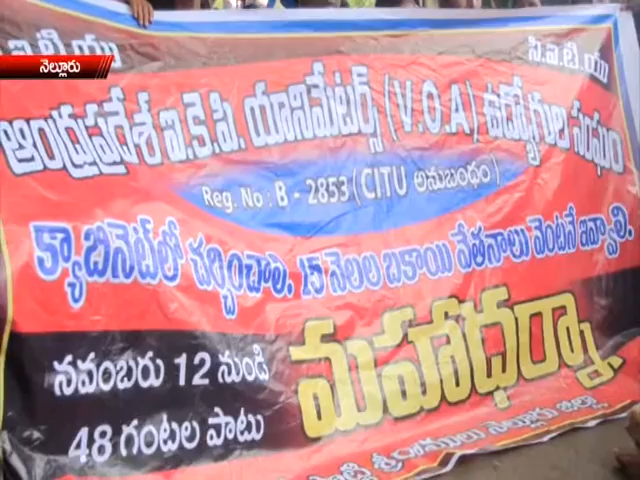 ఐ.టి.యు సి.ఐ.టి.యు
నెల్లూరు
ఆంధ్రప్రదేశ్ ఐ.కె.పి. యానిమేటర్స్ (V.O.A) ఉద్యోగుల సంఘం
Reg. No : B - 2853 (CITU అనుబంధం)
క్యాబినెట్‌లో చర్చించాలి. 15 నెలల బకాయి వేతనాలు వెంటనే ఇవ్వాలి.
నవంబరు 12 నుండి
48 గంటల పాటు
మహాధర్నా
శ్రీరాములు నెల్లూరు జిల్లా